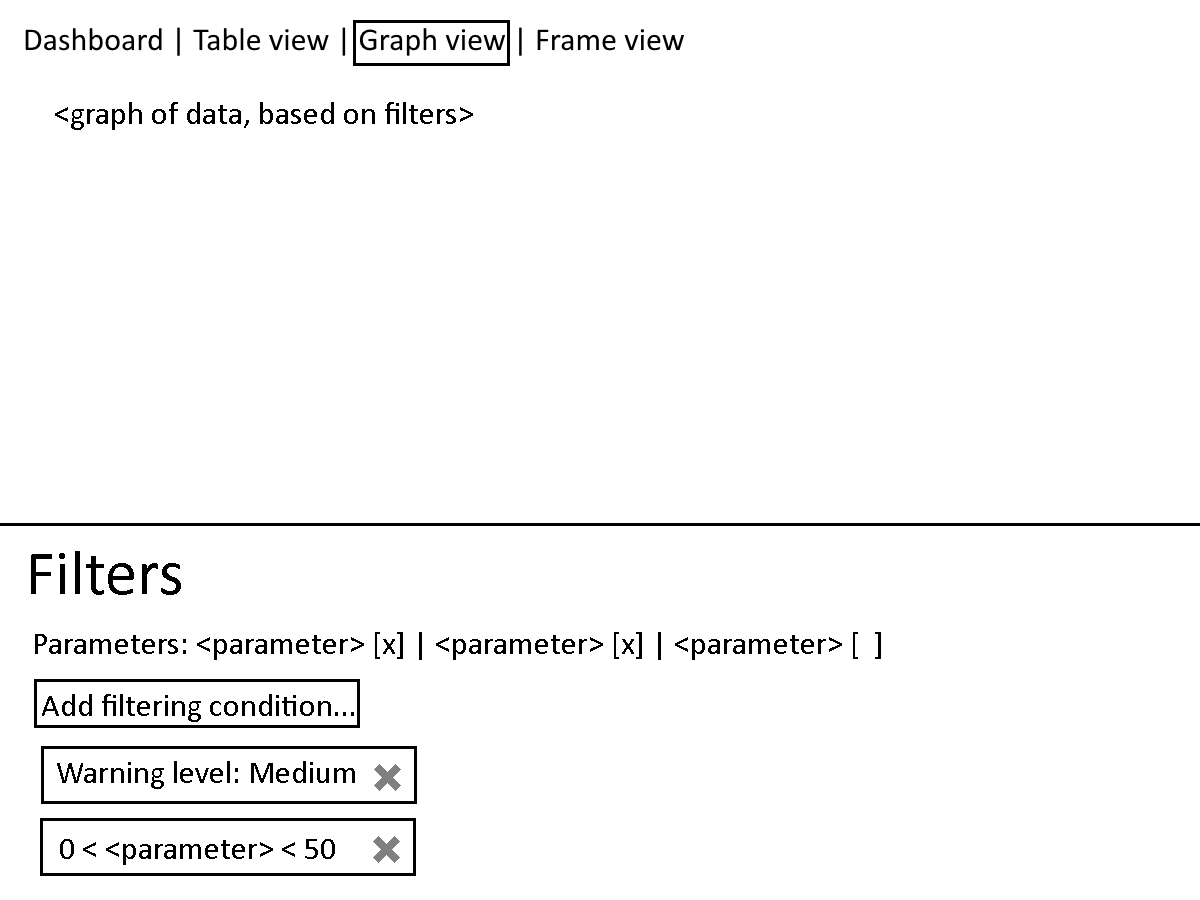 Dashboard | Table view | Graph view | Frame view
<graph of data, based on filters>
Filters
Parameters: <parameter> [x] | <parameter> [x] | <parameter> [ ]
Add filtering condition...
Warning level: Medium
0 < <parameter> < 50